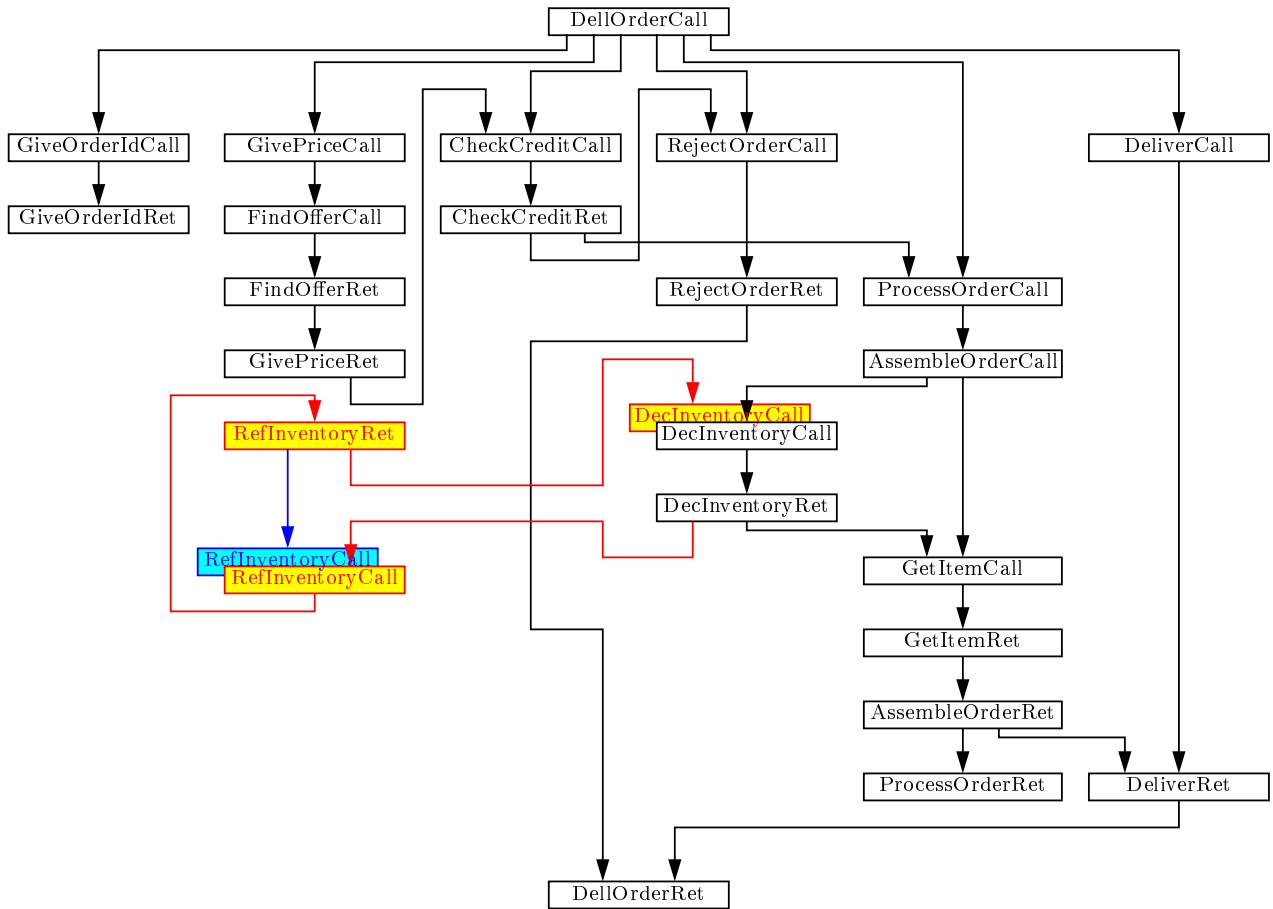 DellOrderCall
GiveOrderIdCall
GivePriceCall
CheckCreditCall
RejectOrderCall
DeliverCall
GiveOrderIdRet
FindOfferCall
CheckCreditRet
FindOfferRet
RejectOrderRet
ProcessOrderCall
GivePriceRet
AssembleOrderCall
DecInventoryCall
RefInventoryRet
DecInventoryCall
DecInventoryRet
RefInventoryCall
GetItemCall
RefInventoryCall
GetItemRet
AssembleOrderRet
ProcessOrderRet
DeliverRet
DellOrderRet